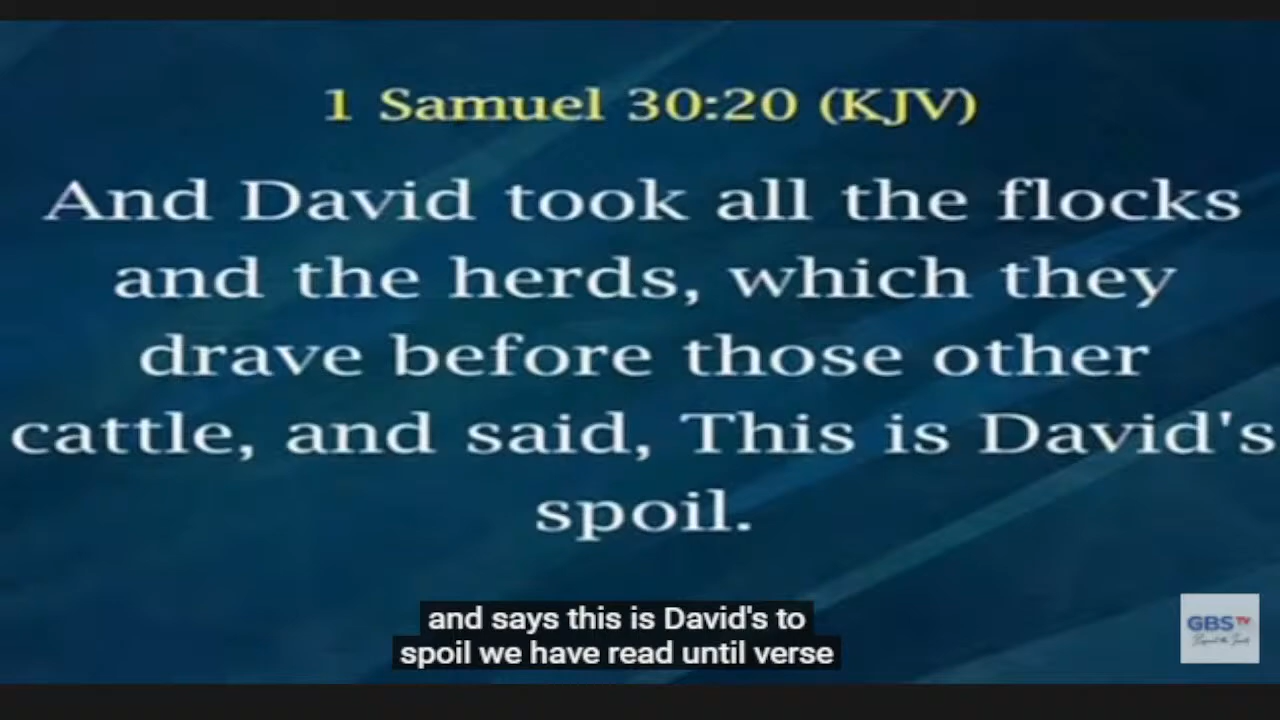 1 Samuel 30:20 (KJV)
And David took all the flocks
and the herds, which they
drave before those other
cattle, and said, This is David's
spoil.
and says this is David's to
spoil we have read until verse
GBS TV